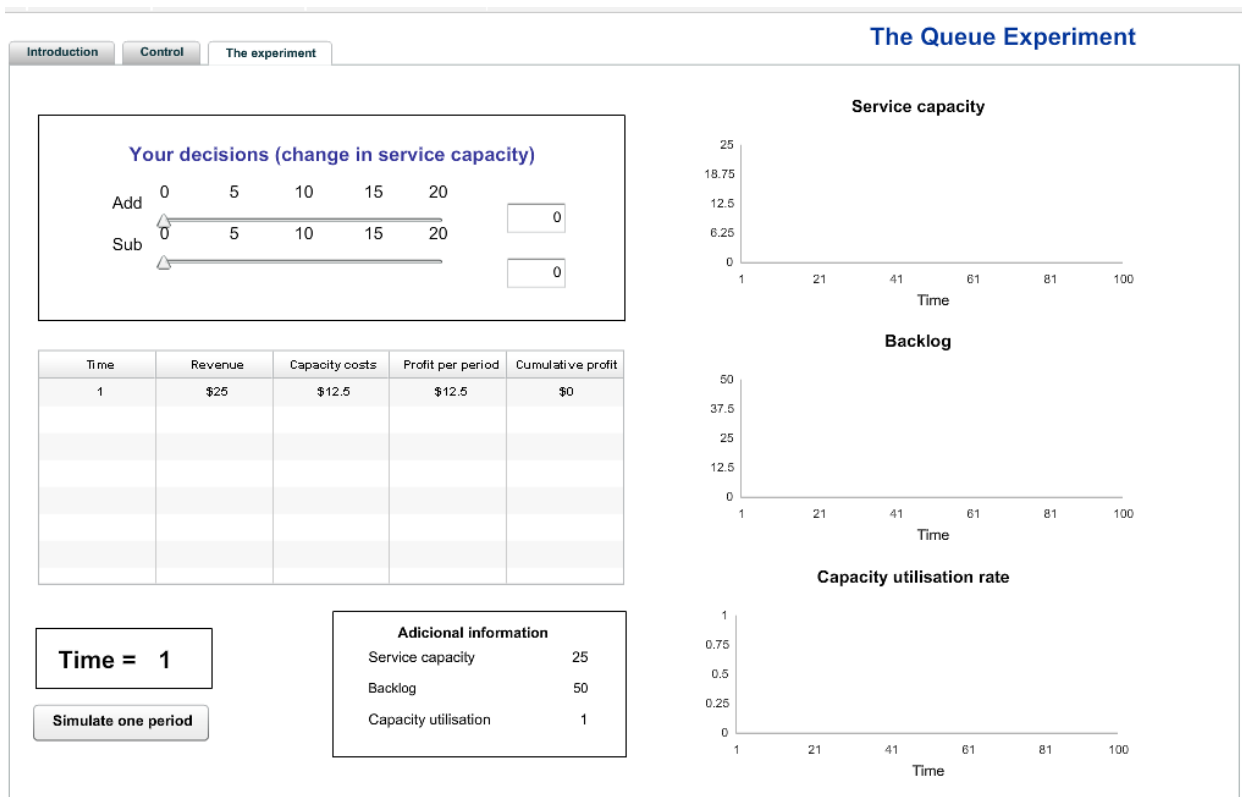 The Queue Experiment
Introduction
Control
The experiment
Your decisions (change in service capacity)
0 5 10 15 20
Add
0
0 5 10 15 20
Sub
0
Time Revenue Capacity costs Profit per period Cumulative profit
1 $25 $12.5 $12.5 $0
Time = 1
Simulate one period
Adicional information
Service capacity 25
Backlog 50
Capacity utilisation 1
Service capacity
25
18.75
12.5
6.25
0
1 21 41 61 81 100
Time
Backlog
50
37.5
25
12.5
0
1 21 41 61 81 100
Time
Capacity utilisation rate
1
0.75
0.5
0.25
0
1 21 41 61 81 100
Time